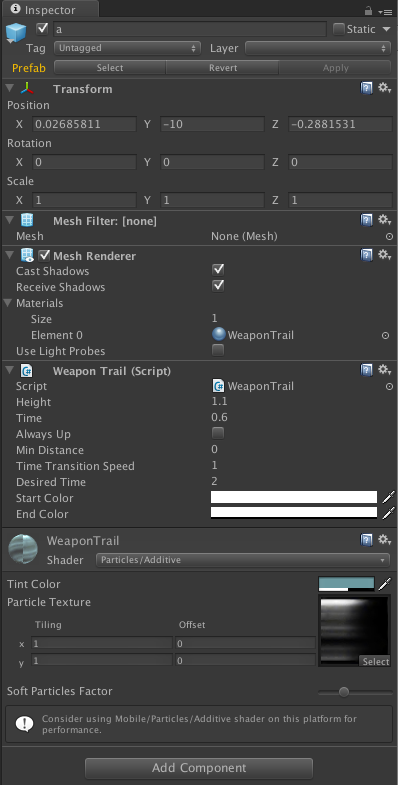 Inspector
a Static
Tag Untagged Layer
Prefab Select Revert Apply
Transform
Position
X 0.02685811 Y -10 Z -0.2881531
Rotation
X 0 Y 0 Z 0
Scale
X 1 Y 1 Z 1
Mesh Filter: [none]
Mesh None (Mesh)
Mesh Renderer
Cast Shadows
Receive Shadows
Materials
Size 1
Element 0 WeaponTrail
Use Light Probes
Weapon Trail (Script)
Script WeaponTrail
Height 1.1
Time 0.6
Always Up
Min Distance 0
Time Transition Speed 1
Desired Time 2
Start Color
End Color
WeaponTrail
Shader Particles/Additive
Tint Color
Particle Texture
Tiling Offset
x 1 0
y 1 0
Select
Soft Particles Factor
Consider using Mobile/Particles/Additive shader on this platform for
performance.
Add Component